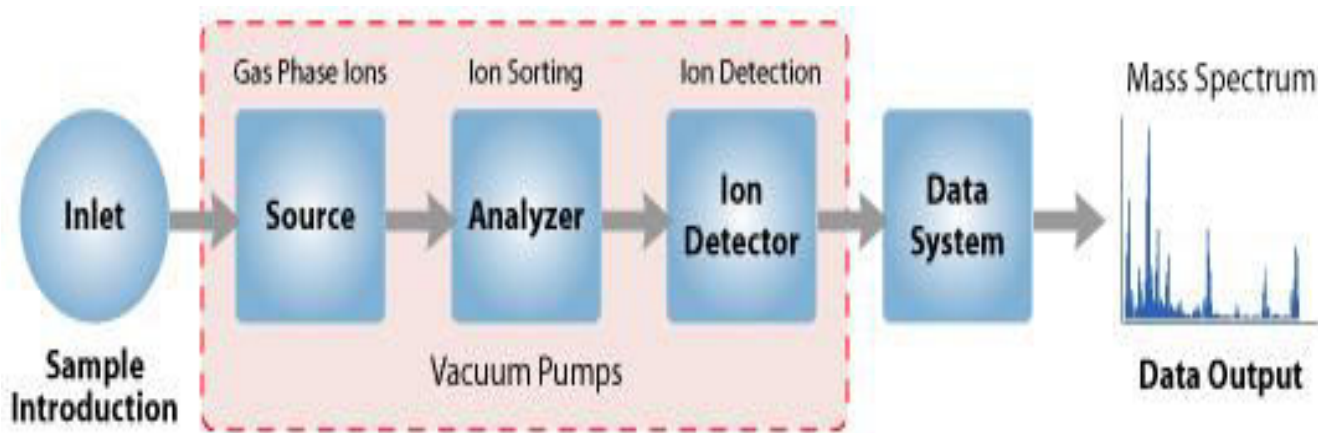 Gas Phase Ions
Ion Sorting
Ion Detection
Mass Spectrum
Inlet
Source
Analyzer
Ion
Detector
Data
System
Sample
Introduction
Vacuum Pumps
Data Output